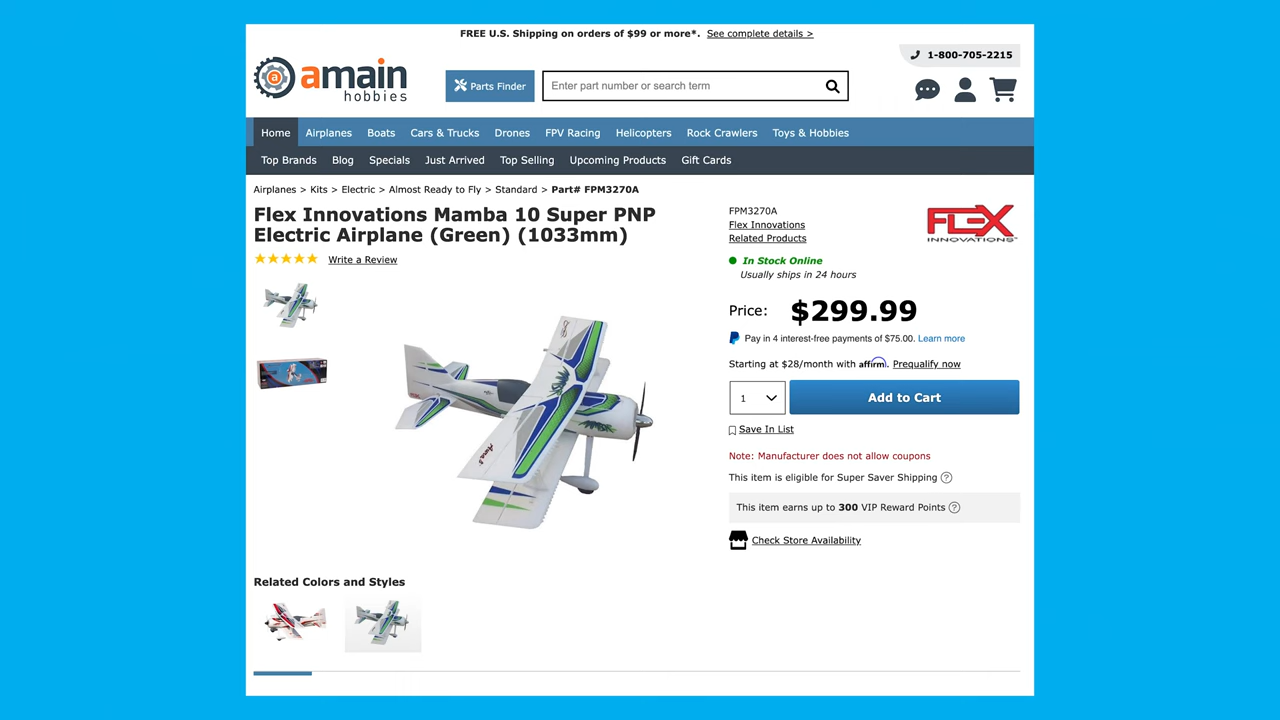 FREE U.S. Shipping on orders of $99 or more*. See complete details >
1-800-705-2215
a amain
hobbies
Parts Finder
Enter part number or search term
Home Airplanes Boats Cars & Trucks Drones FPV Racing Helicopters Rock Crawlers Toys & Hobbies
Top Brands Blog Specials Just Arrived Top Selling Upcoming Products Gift Cards
Airplanes > Kits > Electric > Almost Ready to Fly > Standard > Part# FPM3270A
Flex Innovations Mamba 10 Super PNP
Electric Airplane (Green) (1033mm)
Write a Review
FPM3270A
Flex Innovations
Related Products
FLEX
INNOVATIONS
In Stock Online
Usually ships in 24 hours
Price: $299.99
Pay in 4 interest-free payments of $75.00. Learn more
Starting at $28/month with affirm. Prequalify now
1
Add to Cart
Save In List
Note: Manufacturer does not allow coupons
This item is eligible for Super Saver Shipping ?
This item earns up to 300 VIP Reward Points ?
Check Store Availability
Related Colors and Styles